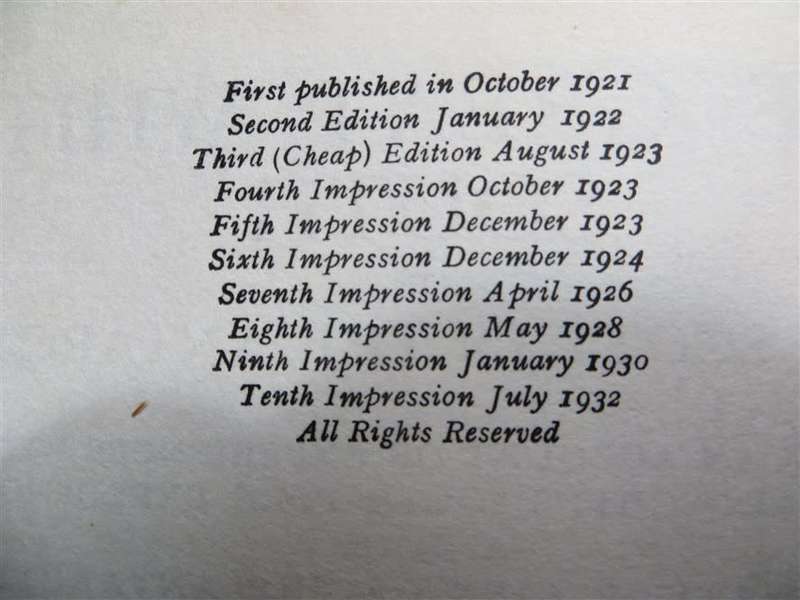 First published in October 1921
Second Edition January 1922
Third (Cheap) Edition August 1923
Fourth Impression October 1923
Fifth Impression December 1923
Sixth Impression December 1924
Seventh Impression April 1926
Eighth Impression May 1928
Ninth Impression January 1930
Tenth Impression July 1932
All Rights Reserved